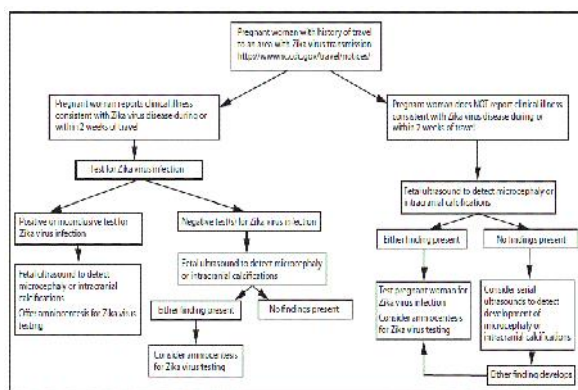 Pregnant woman with history of travel
to an area with Zika virus transmission
Pregnant woman reports clinical illness
consistent with Zika virus disease during or
within 2 weeks of travel
Test for Zika virus infection
Positive or inconclusive test for
Zika virus infection
Fetal ultrasound to detect
microcephaly or intracranial
calcifications
Offer amniocentesis for Zika virus
testing
Negative test(s) for Zika virus infection
Fetal ultrasound to detect microcephaly
or intracranial calcifications
Either finding present
No findings present
Consider amniocentesis
for Zika virus testing
Pregnant woman does NOT report clinical illness
consistent with Zika virus disease during or
within 2 weeks of travel
Fetal ultrasound to detect microcephaly or
intracranial calcifications
Either finding present
Test pregnant woman for
Zika virus infection
Consider amniocentesis
for Zika virus testing
No findings present
Consider serial
ultrasounds to detect
development of
microcephaly or
intracranial calcifications
Either finding develops